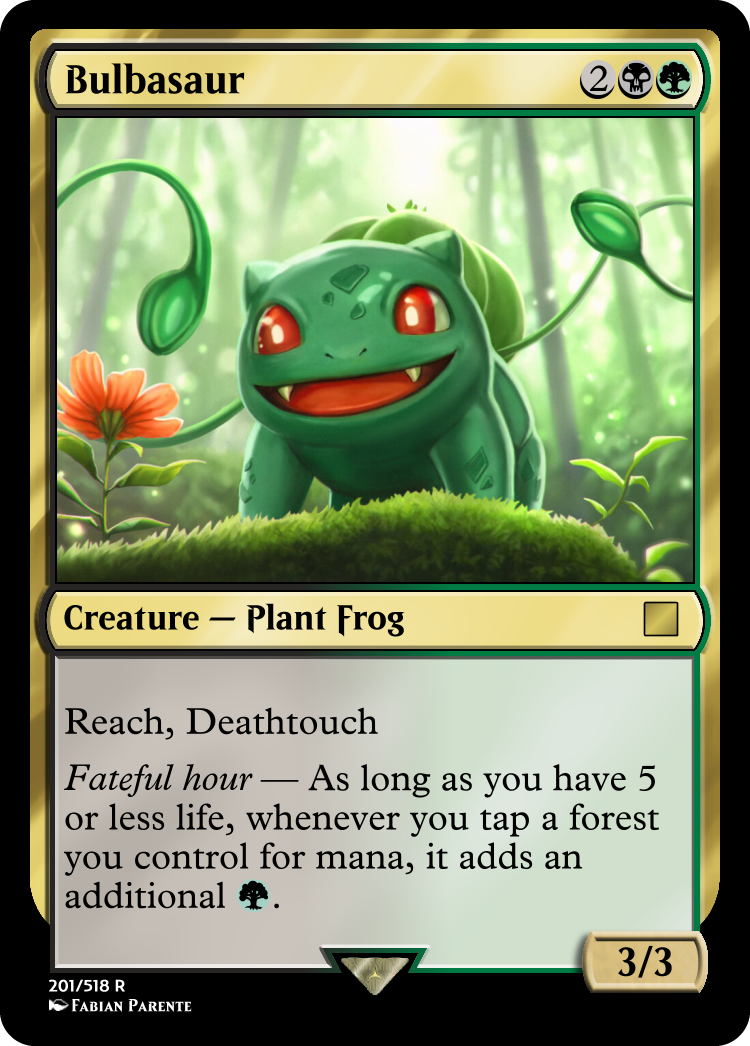 Bulbasaur 2
Creature — Plant Frog
Reach, Deathtouch
Fateful hour — As long as you have 5
or less life, whenever you tap a forest
you control for mana, it adds an
additional .
3/3
201/518 R
Fabian Parente